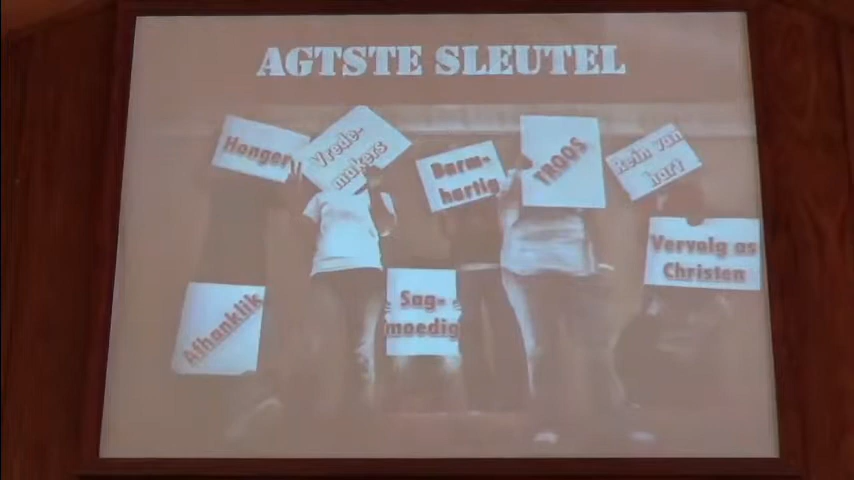 AGTSTE SLEUTEL
Honger
Vrede-
makers
Barm-
hartig
TROOS
Rein van
hart
Vervolg as
Christen
Afhanklik
Sag-
moedig